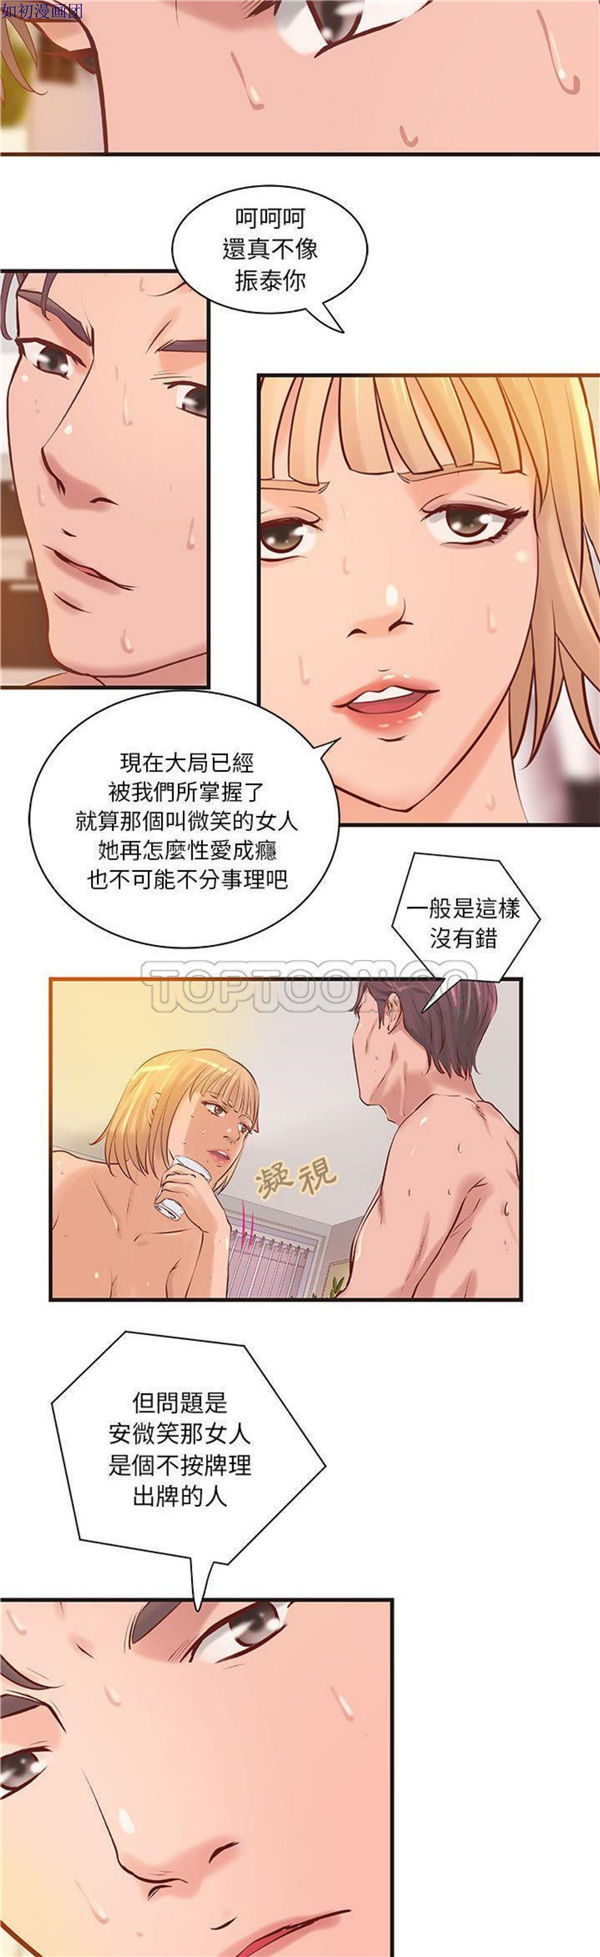 如初漫画团
呵呵呵
還真不像
振泰你
現在大局已經
被我們所掌握了
就算那個叫微笑的女人
她再怎麼性愛成癮
也不可能不分事理吧
一般是這樣
沒有錯
TOPTOON.CO
凝視
但問題是
安微笑那女人
是個不按牌理
出牌的人